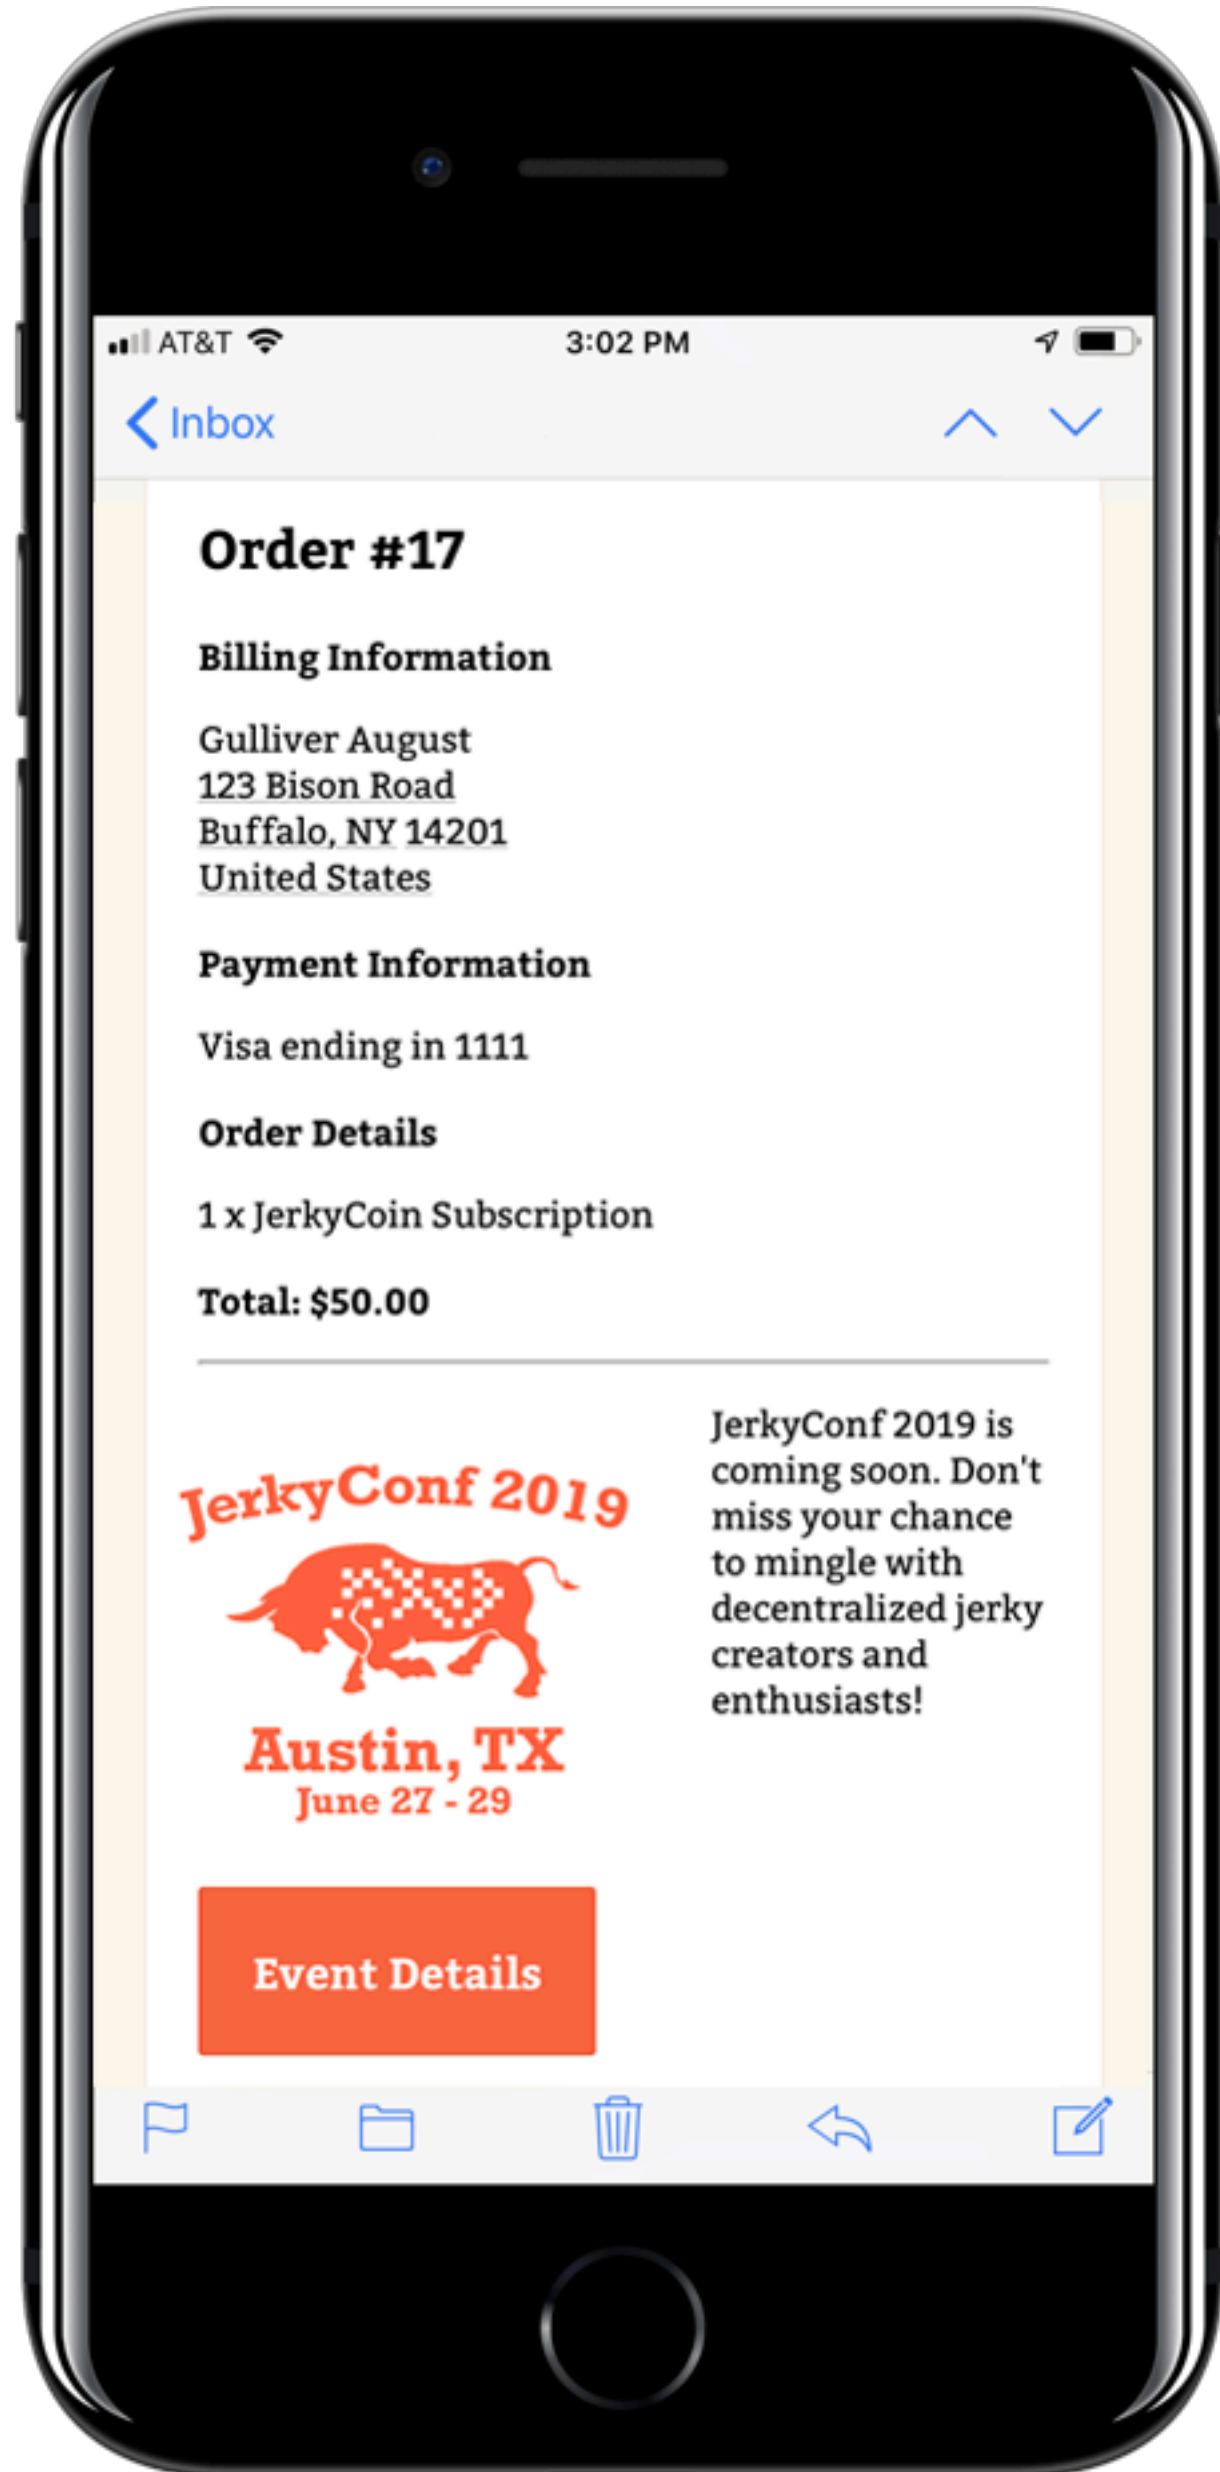 AT&T 3:02 PM
Inbox
Order #17
Billing Information
Gulliver August
123 Bison Road
Buffalo, NY 14201
United States
Payment Information
Visa ending in 1111
Order Details
1 x JerkyCoin Subscription
Total: $50.00
JerkyConf 2019
Austin, TX
June 27 - 29
JerkyConf 2019 is
coming soon. Don't
miss your chance
to mingle with
decentralized jerky
creators and
enthusiasts!
Event Details